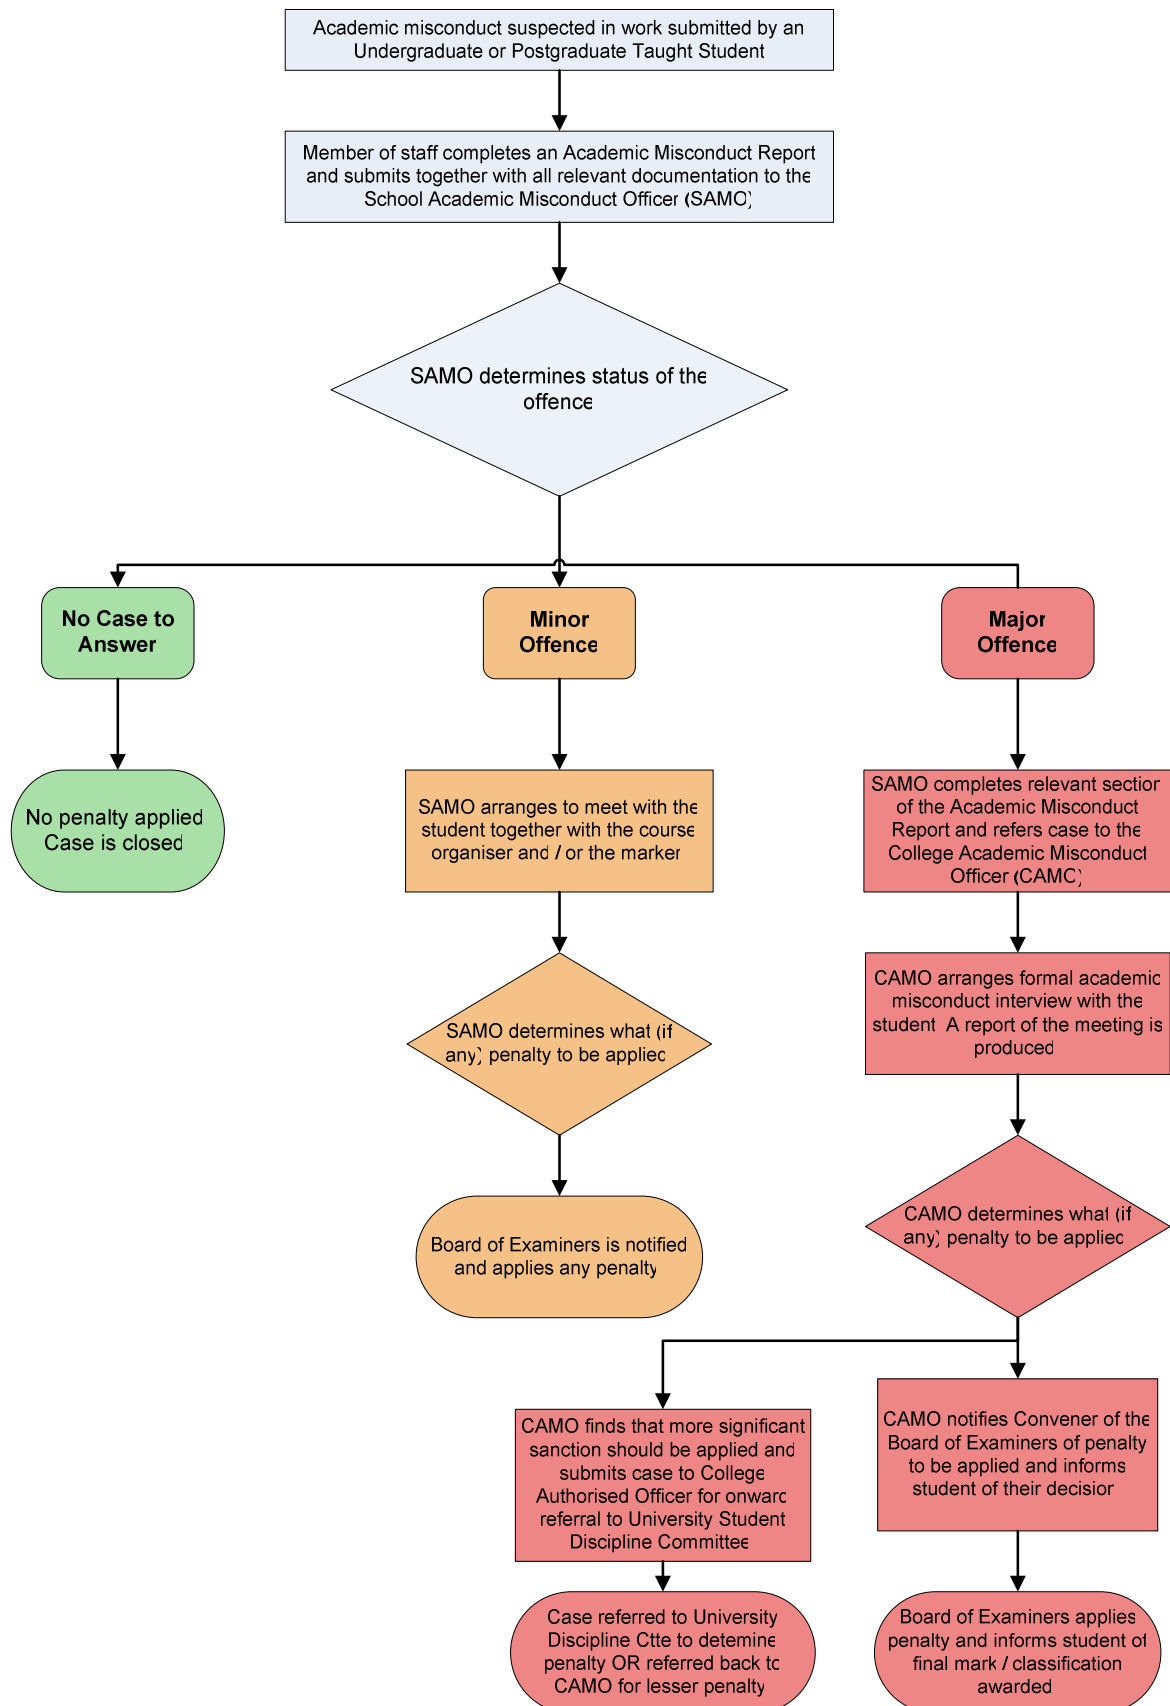 Academic misconduct suspected in work submitted by an
Undergraduate or Postgraduate Taught Student
Member of staff completes an Academic Misconduct Report
and submits together with all relevant documentation to the
School Academic Misconduct Officer (SAMO)
SAMO determines status of the
offence
No Case to
Answer
Minor
Offence
Major
Offence
No penalty applied
Case is closed
SAMO arranges to meet with the
student together with the course
organiser and / or the marker
SAMO completes relevant section
of the Academic Misconduct
Report and refers case to the
College Academic Misconduct
Officer (CAMO)
CAMO arranges formal academic
misconduct interview with the
student A report of the meeting is
produced
SAMO determines what (if
any) penalty to be applied
CAMO determines what (if
any) penalty to be applied
Board of Examiners is notified
and applies any penalty
CAMO finds that more significant
sanction should be applied and
submits case to College
Authorised Officer for onward
referral to University Student
Discipline Committee
CAMO notifies Convener of the
Board of Examiners of penalty
to be applied and informs
student of their decision
Case referred to University
Discipline Ctte to detemine
penalty OR referred back to
CAMO for lesser penalty
Board of Examiners applies
penalty and informs student of
final mark / classification
awarded